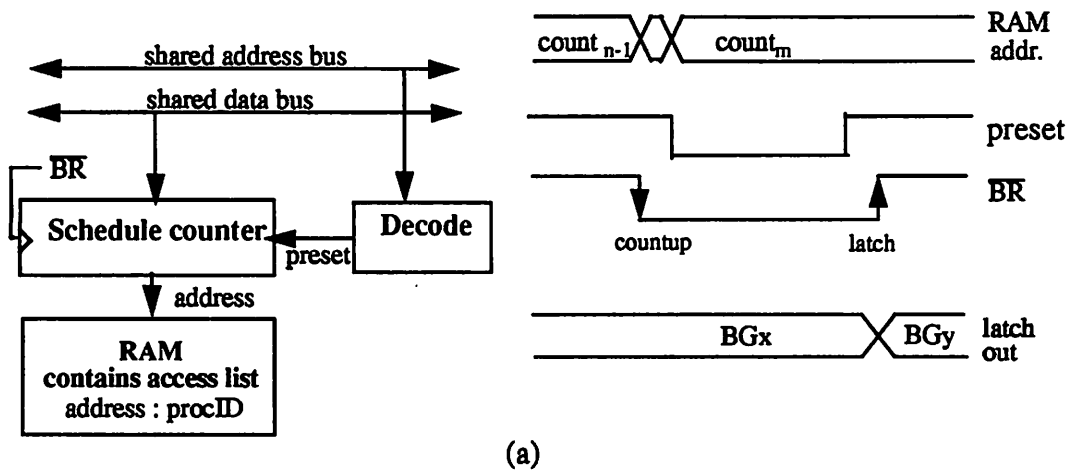 shared address bus
shared data bus
BR
Schedule counter
Decode
preset
address
RAM
contains access list
address : procID
count n-1
count m
RAM
addr.
preset
BR
countup
latch
BGx
BGy
latch
out
(a)